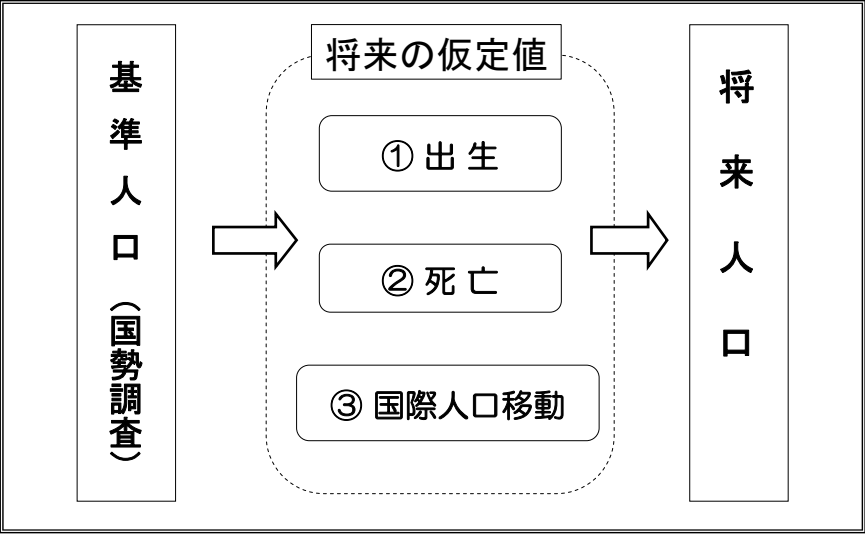 基準人口（国勢調査）
将来の仮定値
① 出 生
② 死 亡
③ 国際人口移動
将来人口